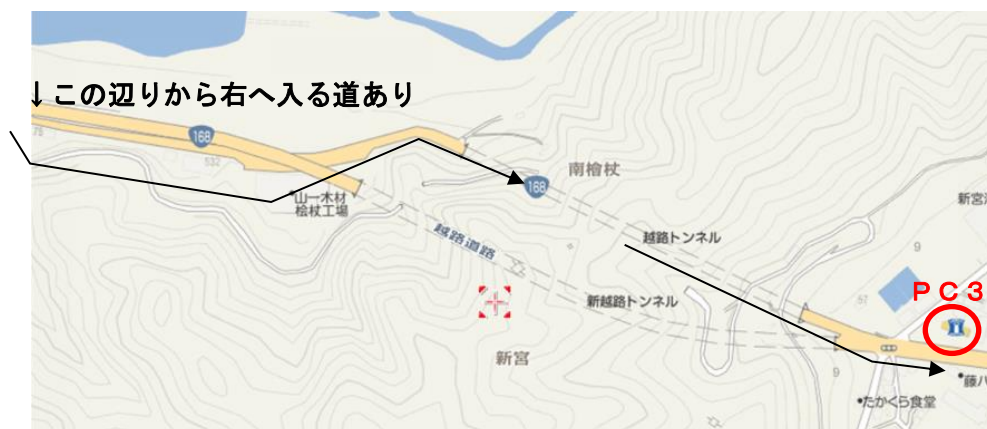 ↓この辺りから右へ入る道あり
75
168
532
山一木材
桧杖工場
南檜杖
168
新宮
越路トンネル
越路道路
9
57
PC3
新越路トンネル
新宮
9
藤
たかくら食堂